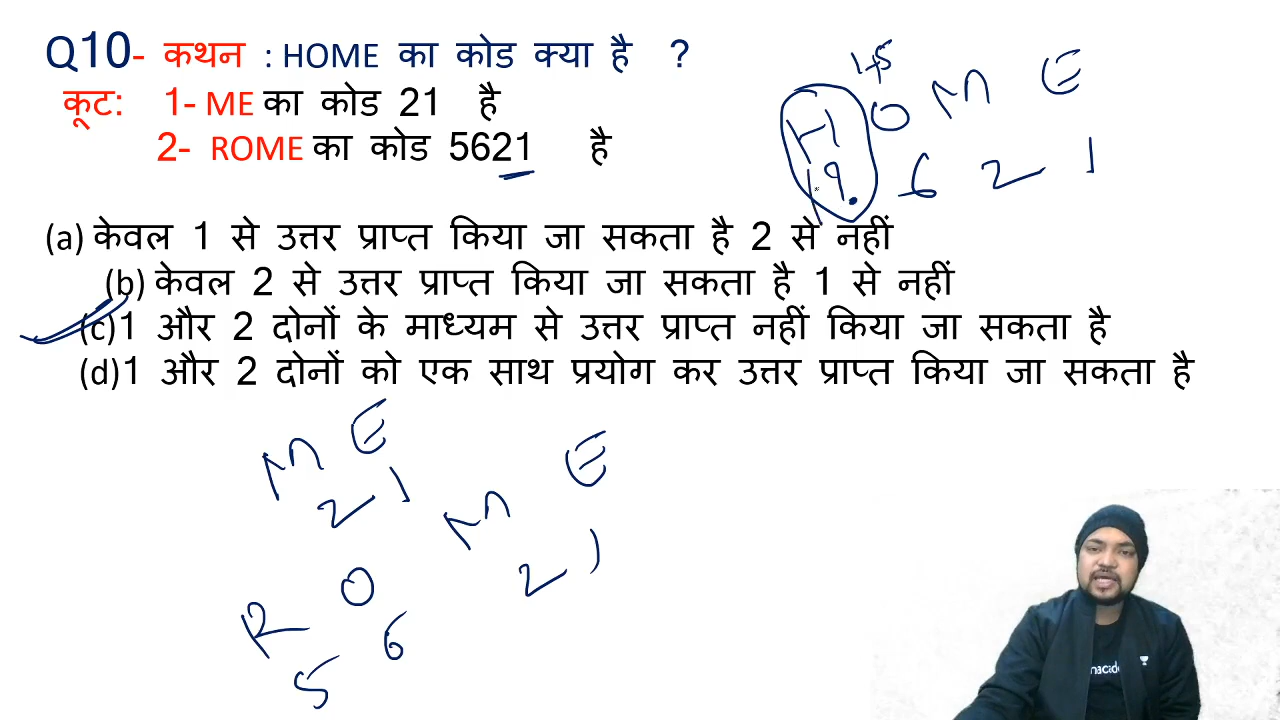 Q10- कथन : HOME का कोड क्या है ?
कूट: 1- ME का कोड 21 है
2- ROME का कोड 5621 है
(a) केवल 1 से उत्तर प्राप्त किया जा सकता है 2 से नहीं
(b) केवल 2 से उत्तर प्राप्त किया जा सकता है 1 से नहीं
(c)1 और 2 दोनों के माध्यम से उत्तर प्राप्त नहीं किया जा सकता है
(d)1 और 2 दोनों को एक साथ प्रयोग कर उत्तर प्राप्त किया जा सकता है
H O M E
19 6 2 1
M E
2 1
M E
2 1
R O
5 6